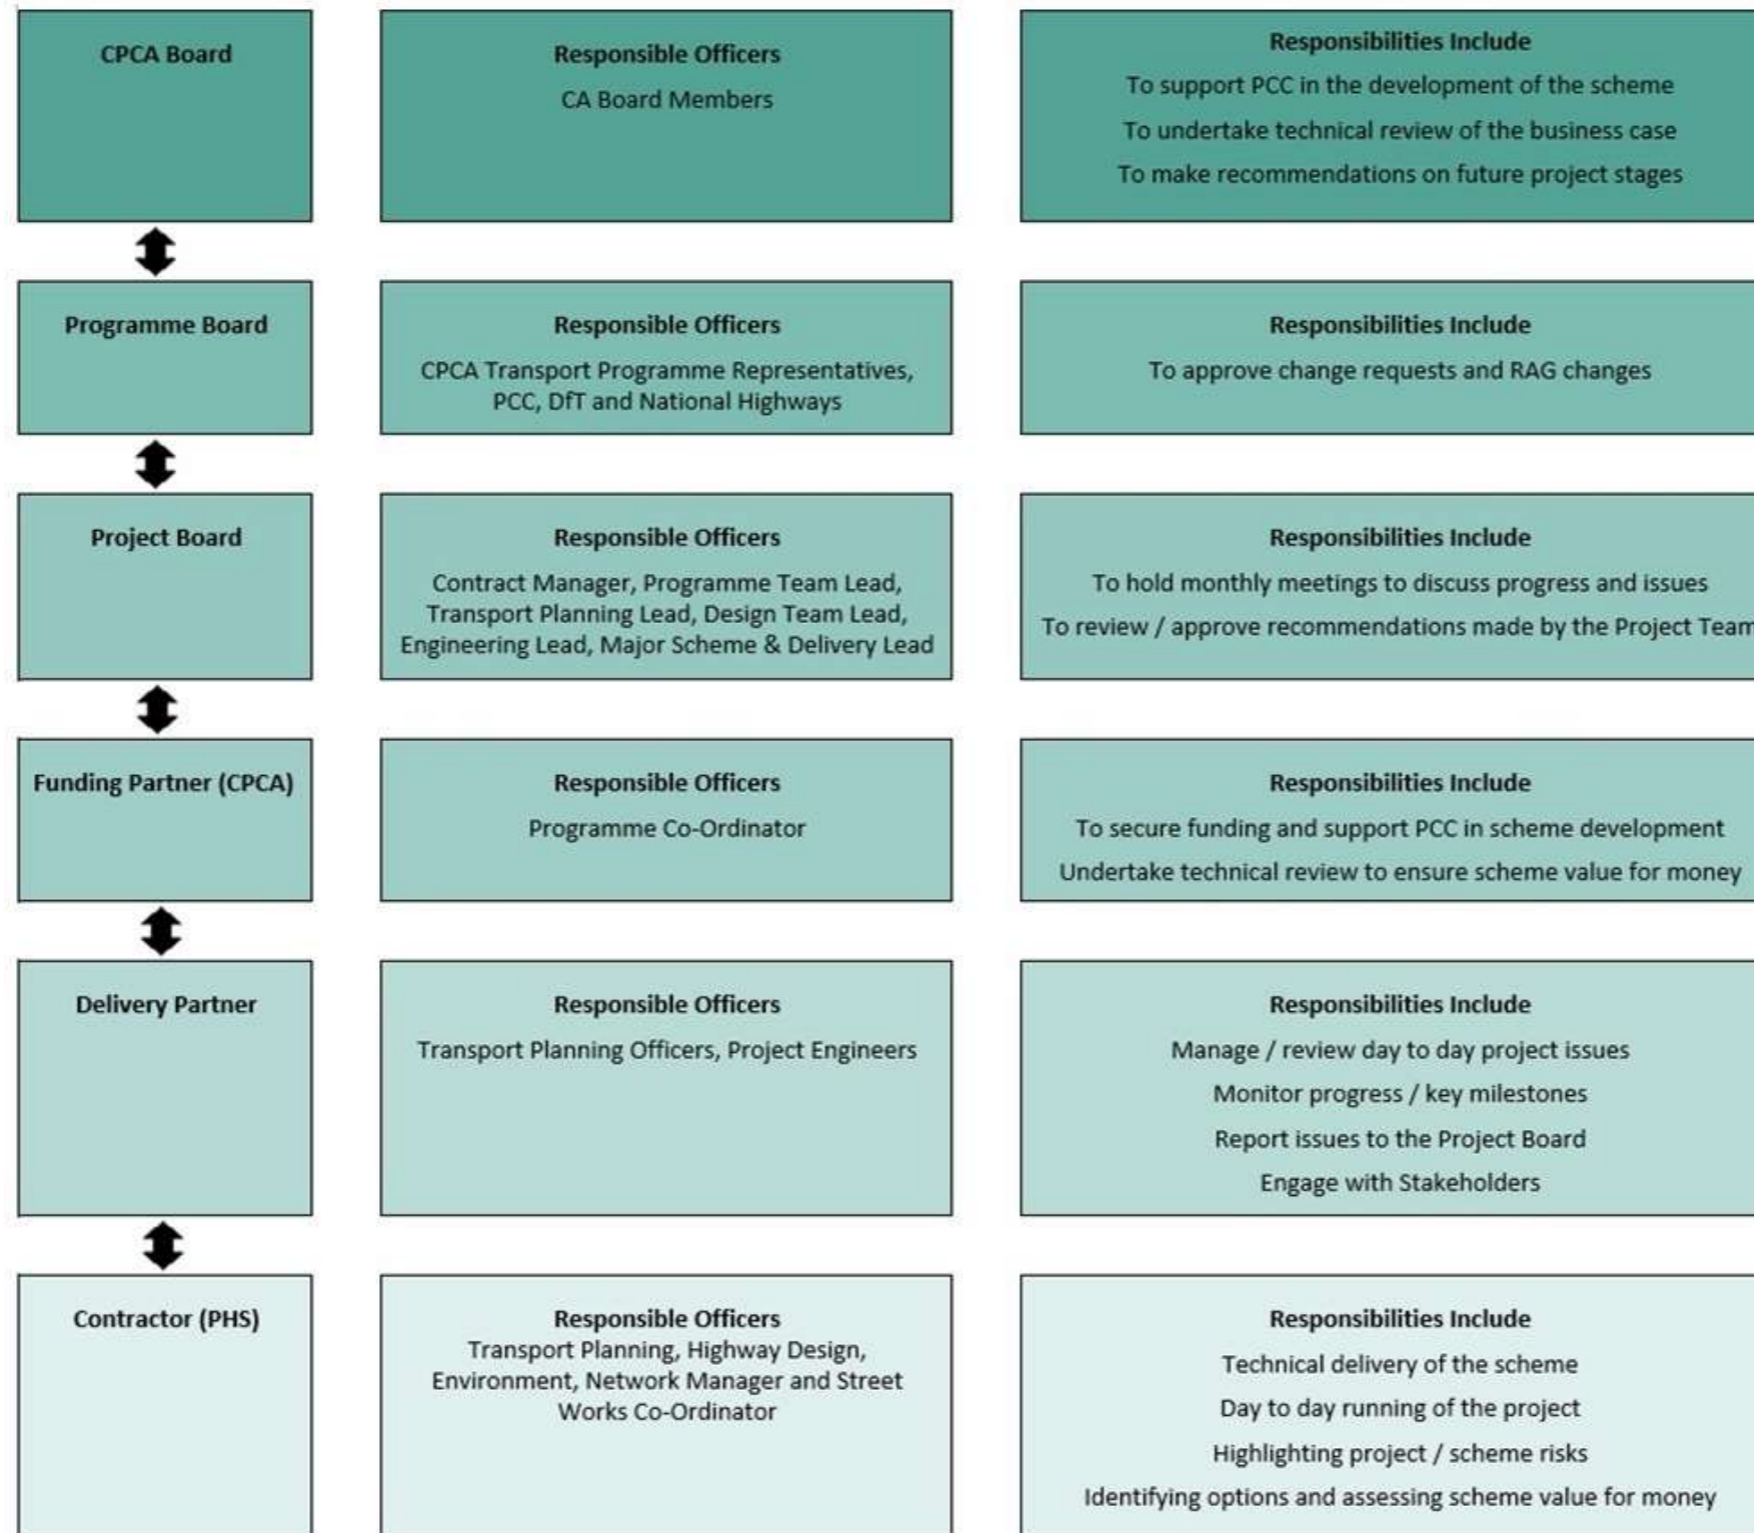 CPCA Board
Responsible Officers
CA Board Members
Responsibilities Include
To support PCC in the development of the scheme
To undertake technical review of the business case
To make recommendations on future project stages
Programme Board
Responsible Officers
CPCA Transport Programme Representatives,
PCC, DfT and National Highways
Responsibilities Include
To approve change requests and RAG changes
Project Board
Responsible Officers
Contract Manager, Programme Team Lead,
Transport Planning Lead, Design Team Lead,
Engineering Lead, Major Scheme & Delivery Lead
Responsibilities Include
To hold monthly meetings to discuss progress and issues
To review / approve recommendations made by the Project Team
Funding Partner (CPCA)
Responsible Officers
Programme Co-Ordinator
Responsibilities Include
To secure funding and support PCC in scheme development
Undertake technical review to ensure scheme value for money
Delivery Partner
Responsible Officers
Transport Planning Officers, Project Engineers
Responsibilities Include
Manage / review day to day project issues
Monitor progress / key milestones
Report issues to the Project Board
Engage with Stakeholders
Contractor (PHS)
Responsible Officers
Transport Planning, Highway Design,
Environment, Network Manager and Street
Works Co-Ordinator
Responsibilities Include
Technical delivery of the scheme
Day to day running of the project
Highlighting project / scheme risks
Identifying options and assessing scheme value for money